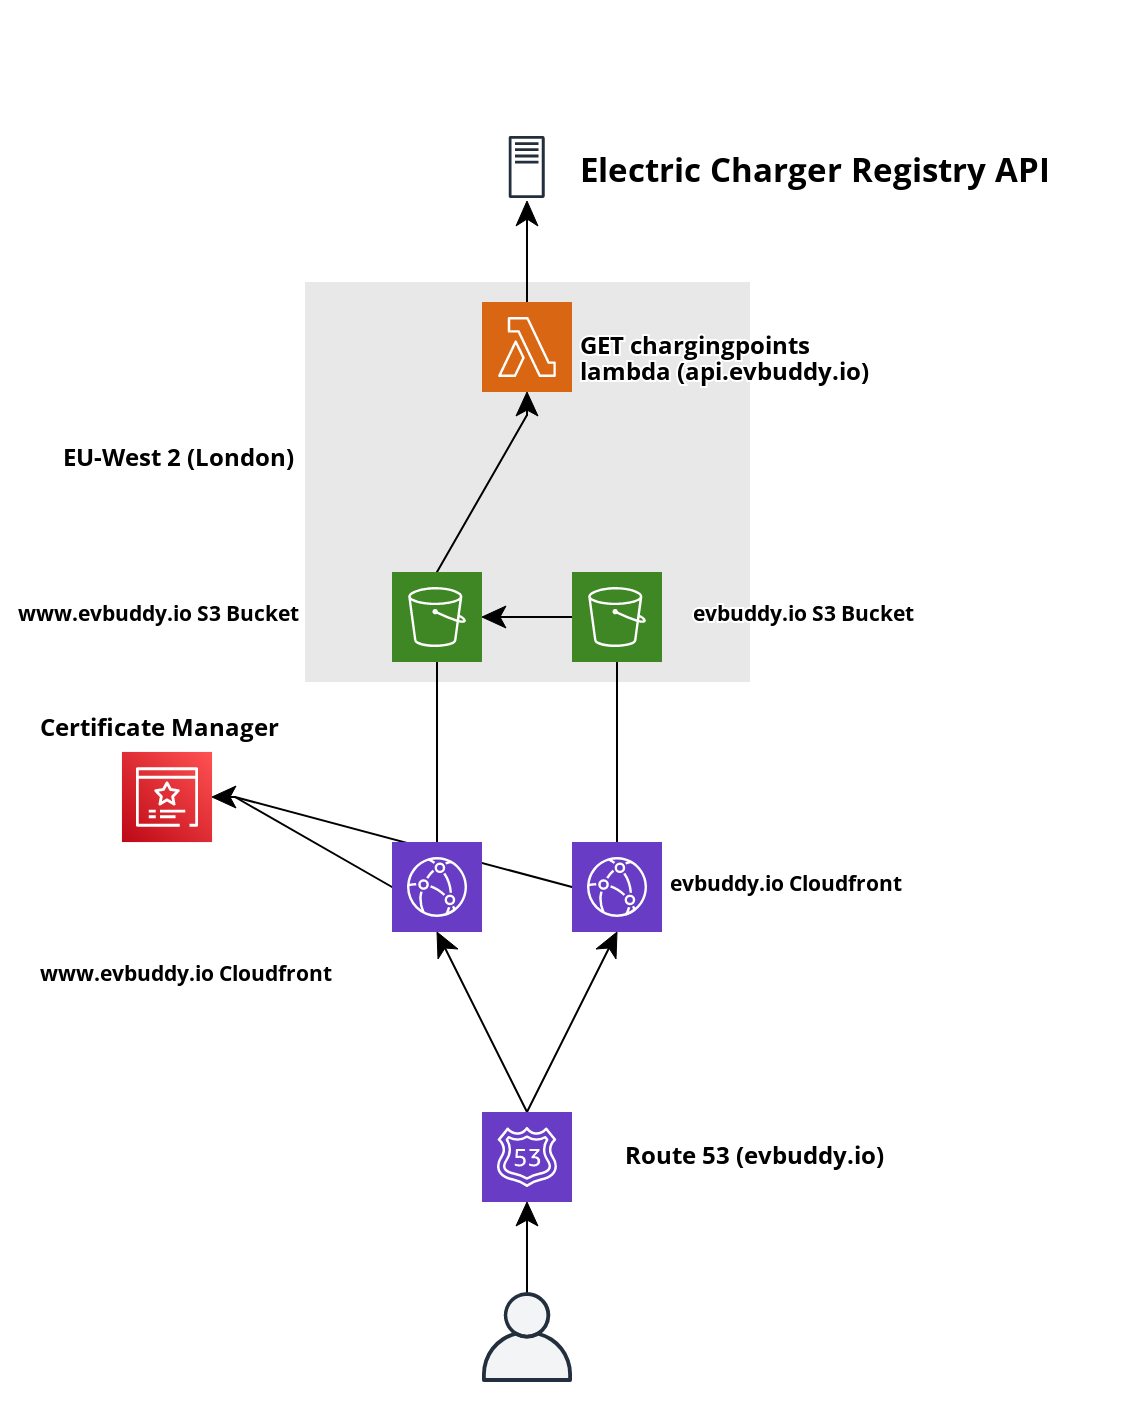 Electric Charger Registry API
GET chargingpoints
lambda (api.evbuddy.io)
EU-West 2 (London)
www.evbuddy.io S3 Bucket
evbuddy.io S3 Bucket
Certificate Manager
evbuddy.io Cloudfront
www.evbuddy.io Cloudfront
53
Route 53 (evbuddy.io)